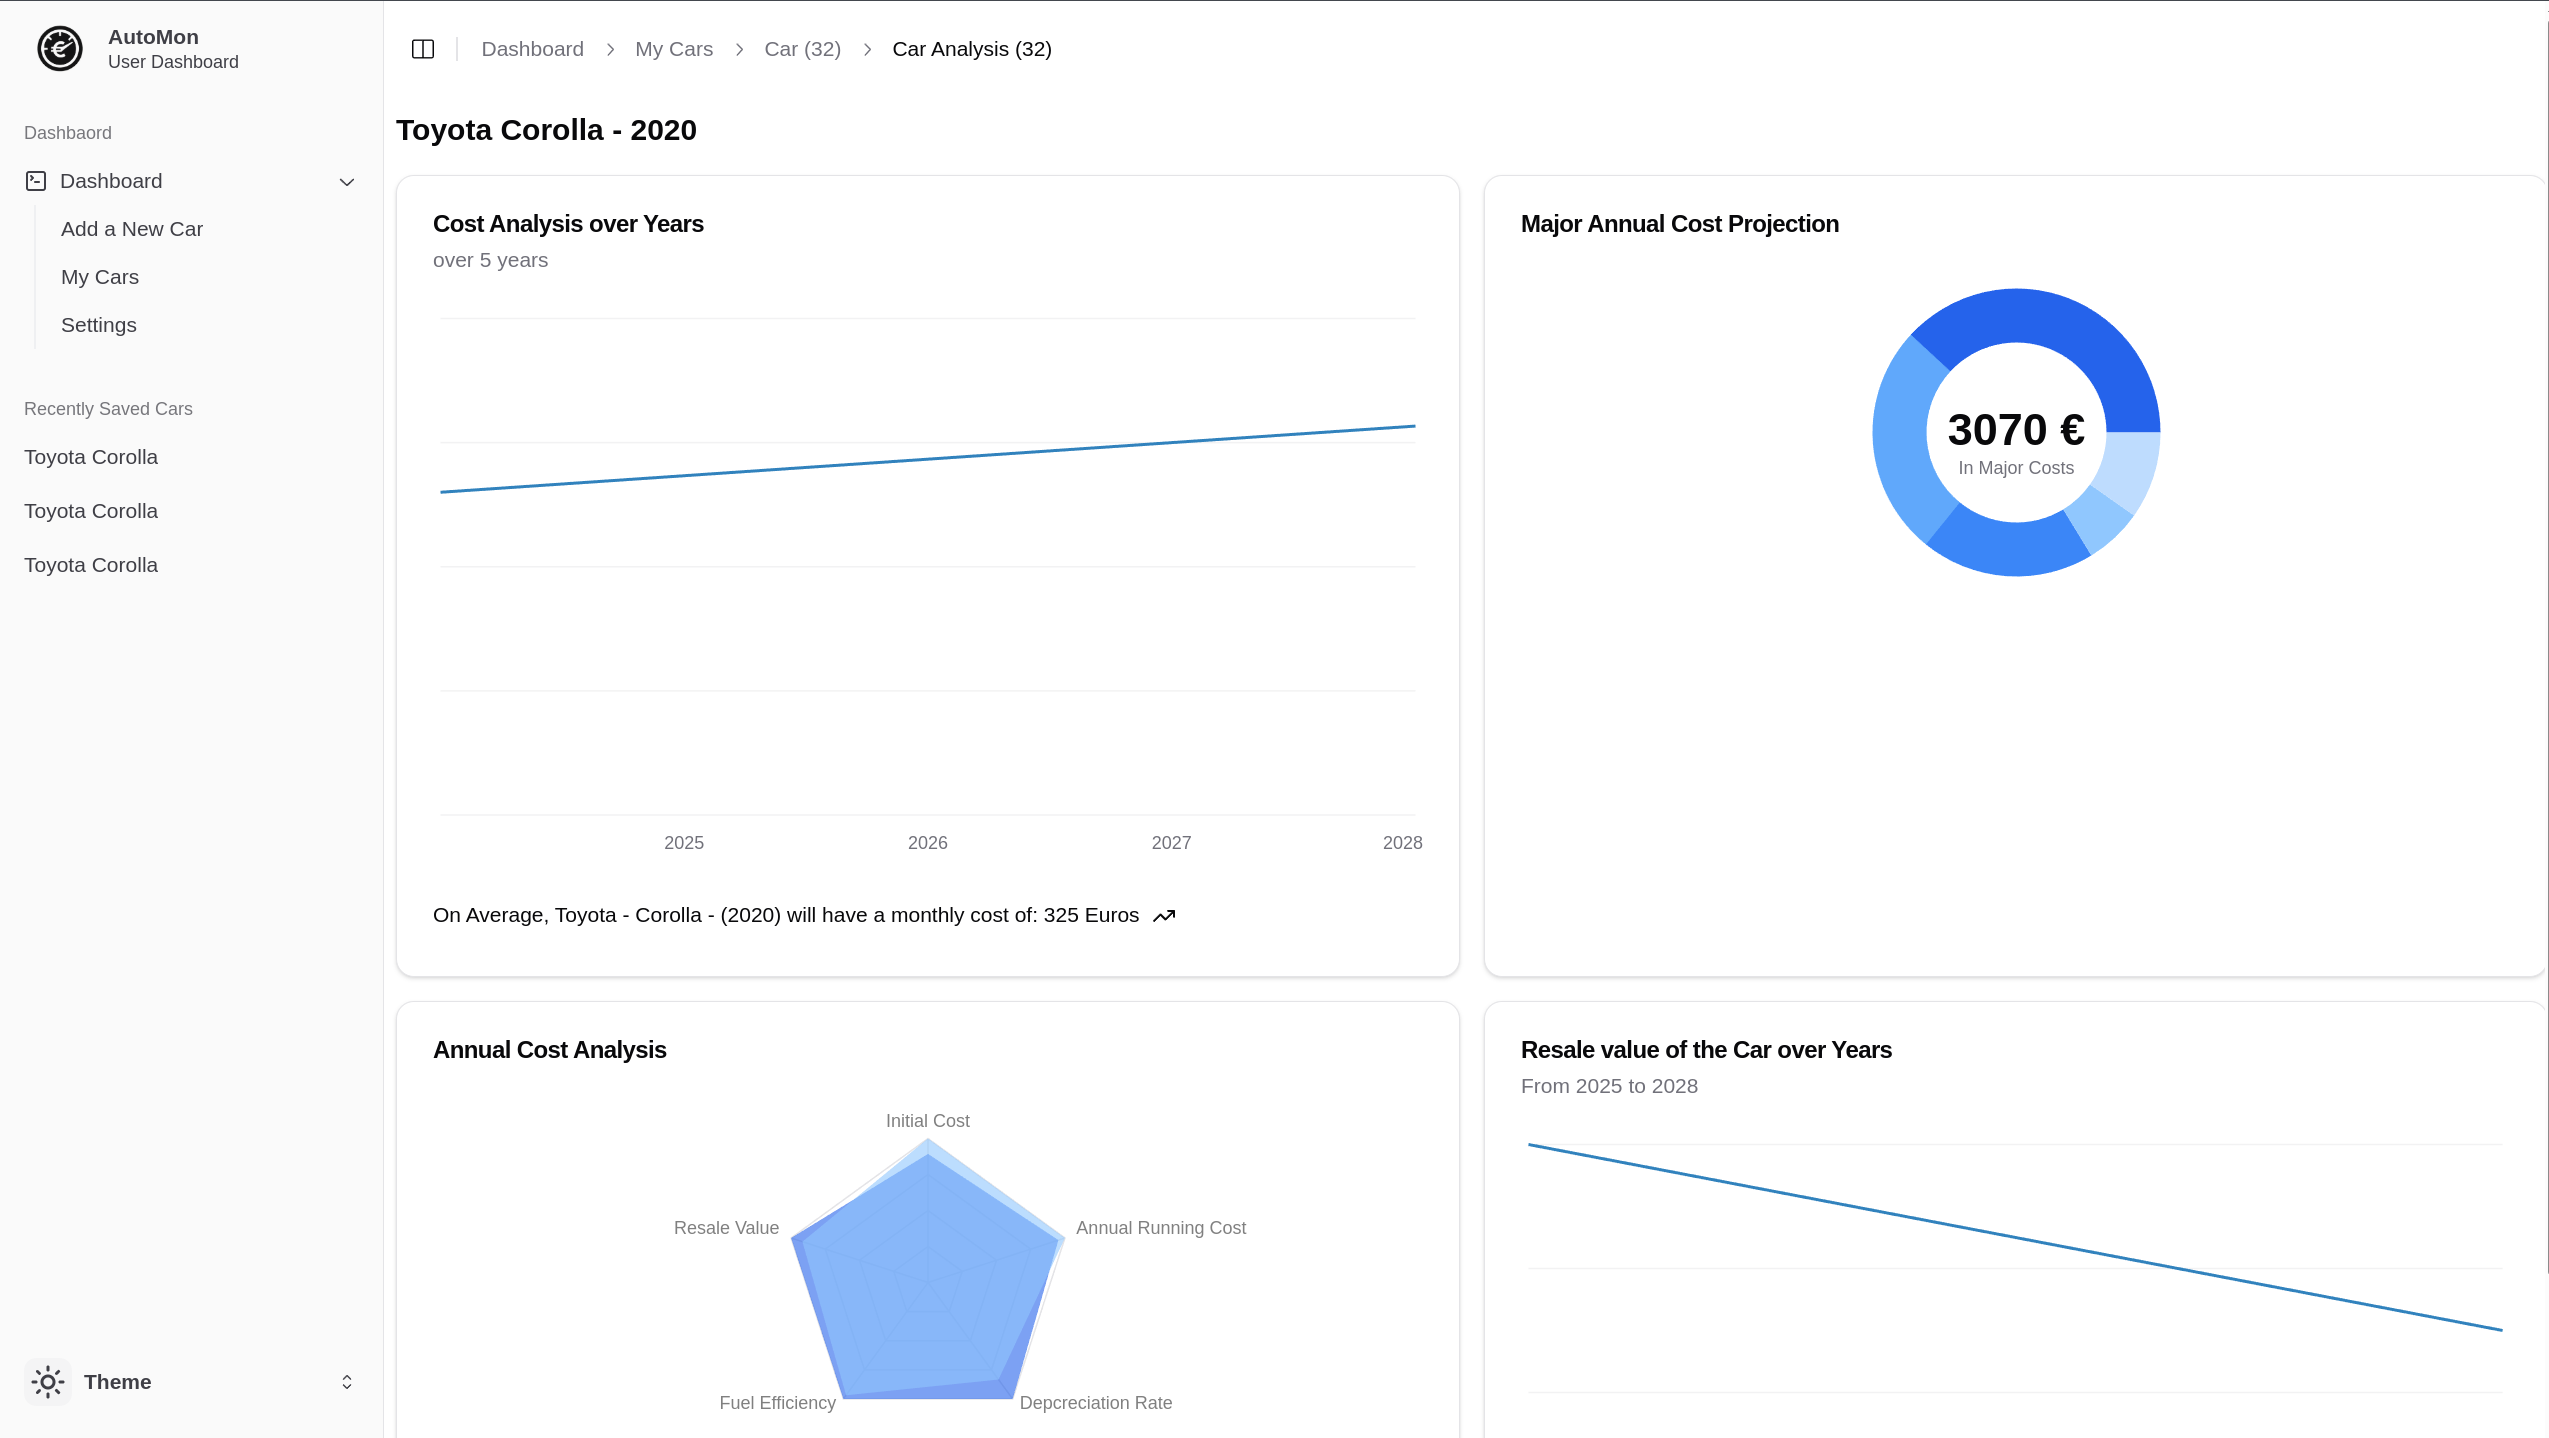 AutoMon
User Dashboard
Dashbaord
Dashboard
Add a New Car
My Cars
Settings
Recently Saved Cars
Toyota Corolla
Toyota Corolla
Toyota Corolla
Theme
Dashboard > My Cars > Car (32) > Car Analysis (32)
Toyota Corolla - 2020
Cost Analysis over Years
over 5 years
2025 2026 2027 2028
On Average, Toyota - Corolla - (2020) will have a monthly cost of: 325 Euros
Major Annual Cost Projection
3070 €
In Major Costs
Annual Cost Analysis
Initial Cost
Resale Value
Annual Running Cost
Fuel Efficiency
Depcreciation Rate
Resale value of the Car over Years
From 2025 to 2028